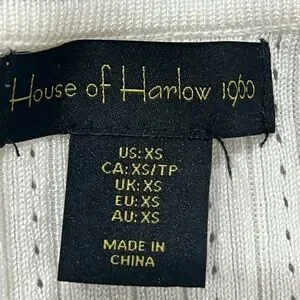 House of Harlow 1960
US: XS
CA: XS/TP
UK: XS
EU: XS
AU: XS
MADE IN
CHINA